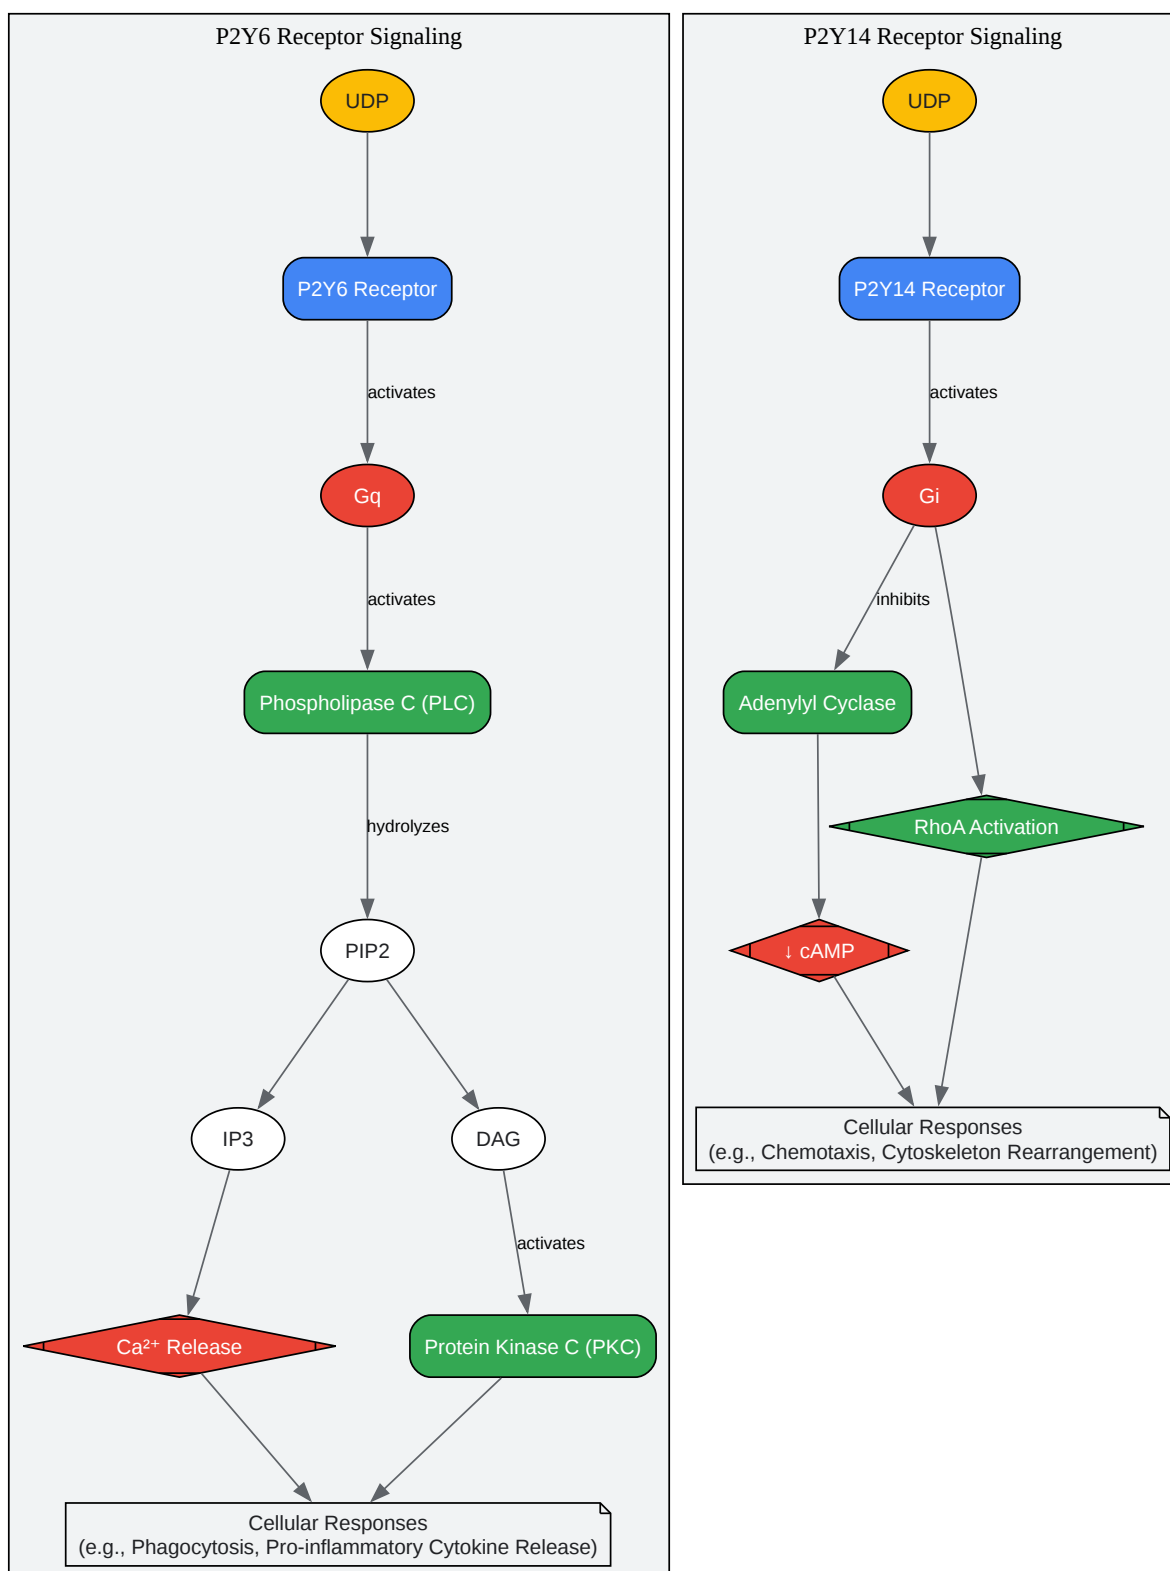 P2Y6 Receptor Signaling
UDP
P2Y6 Receptor
activates
Gq
activates
Phospholipase C (PLC)
hydrolyzes
PIP2
IP3
DAG
activates
Ca²⁺ Release
Protein Kinase C (PKC)
Cellular Responses
(e.g., Phagocytosis, Pro-inflammatory Cytokine Release)
P2Y14 Receptor Signaling
UDP
P2Y14 Receptor
activates
Gi
inhibits
Adenylyl Cyclase
RhoA Activation
↓ cAMP
Cellular Responses
(e.g., Chemotaxis, Cytoskeleton Rearrangement)